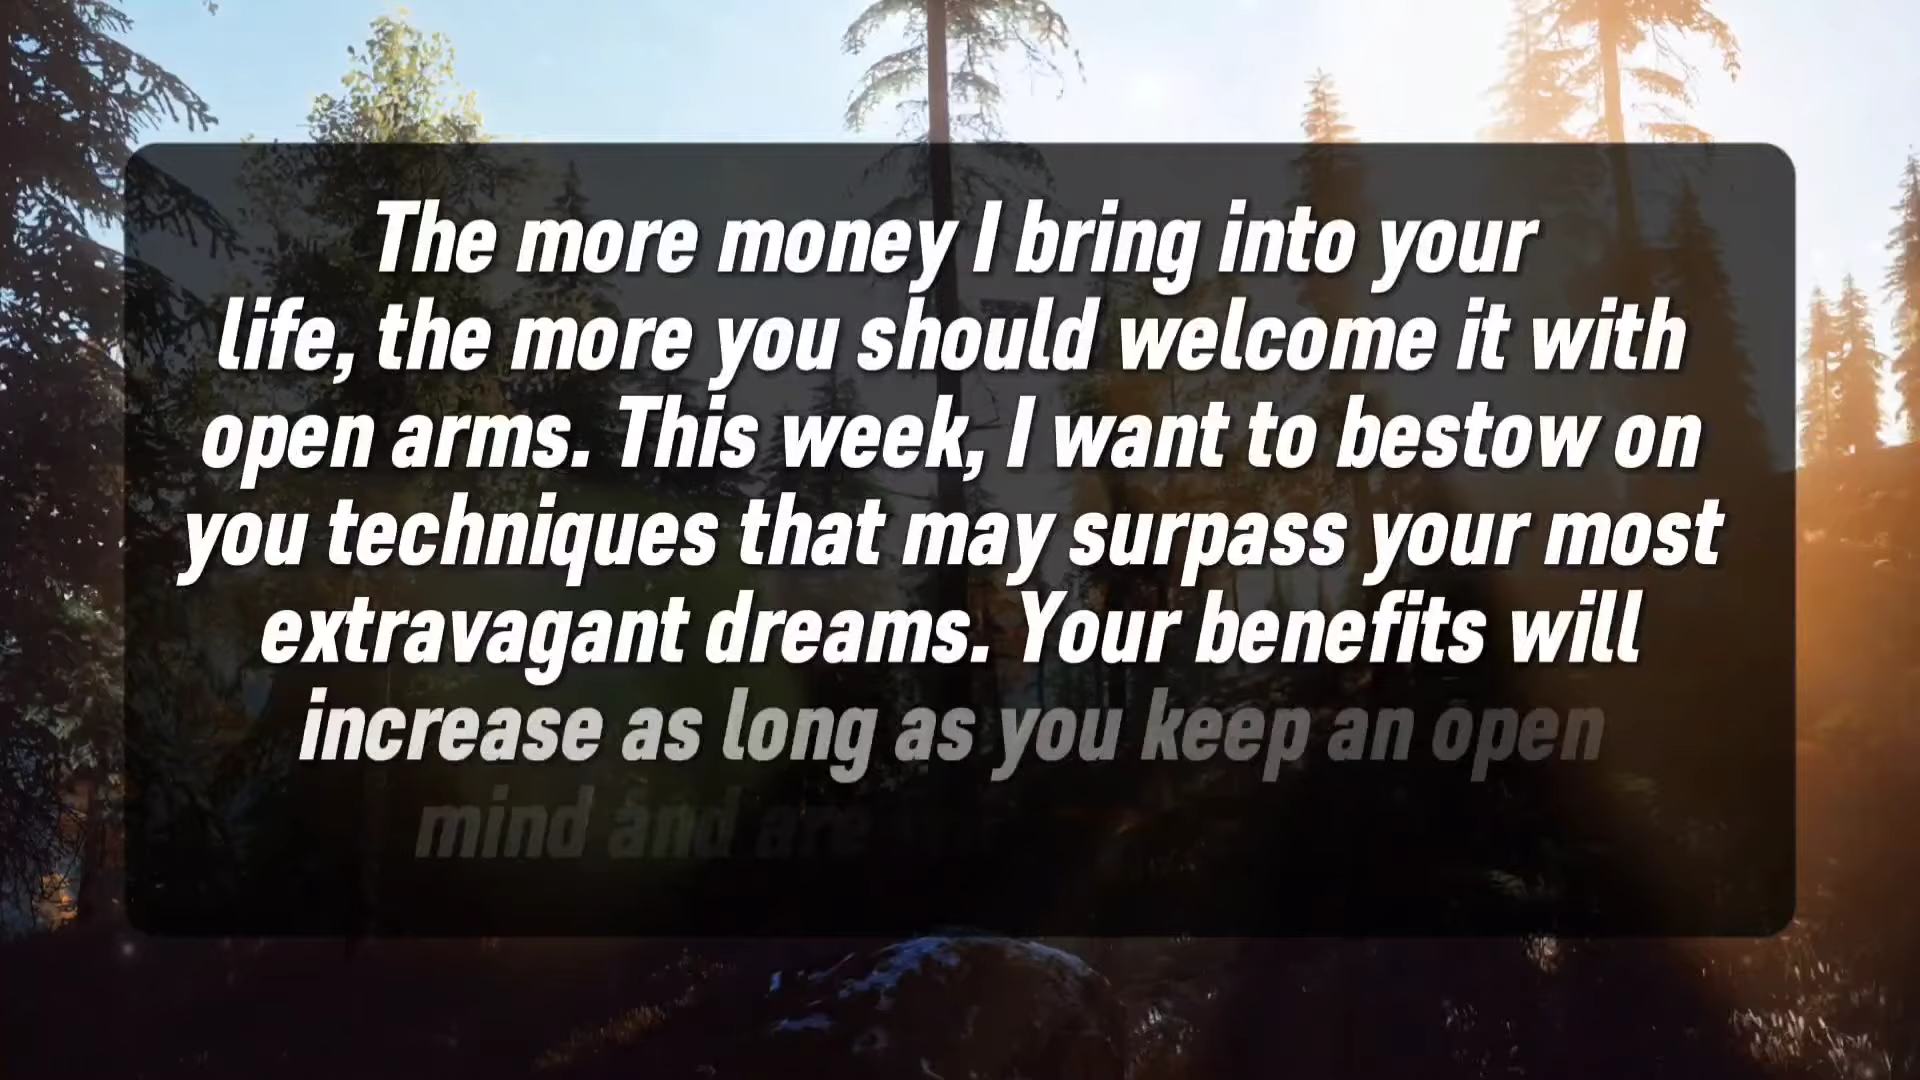 The more money I bring into your
life, the more you should welcome it with
open arms. This week, I want to bestow on
you techniques that may surpass your most
extravagant dreams. Your benefits will
increase as long as you keep an open
mind and are